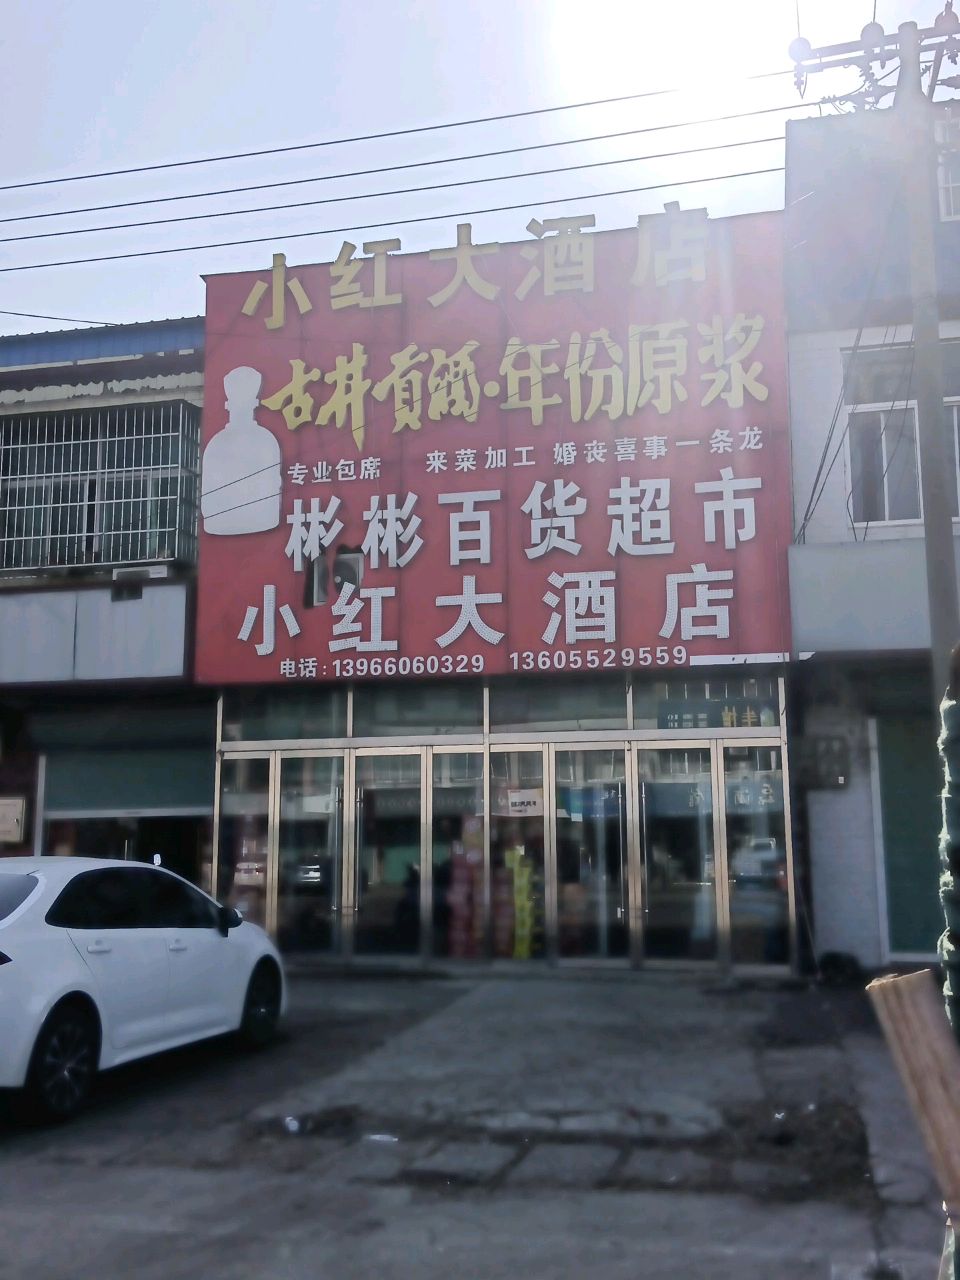 小红大酒店
古井贡酒·年份原浆
专业包席 来菜加工 婚丧喜事一条龙
彬彬百货超市
小红大酒店
电话:13966060329 13605529559